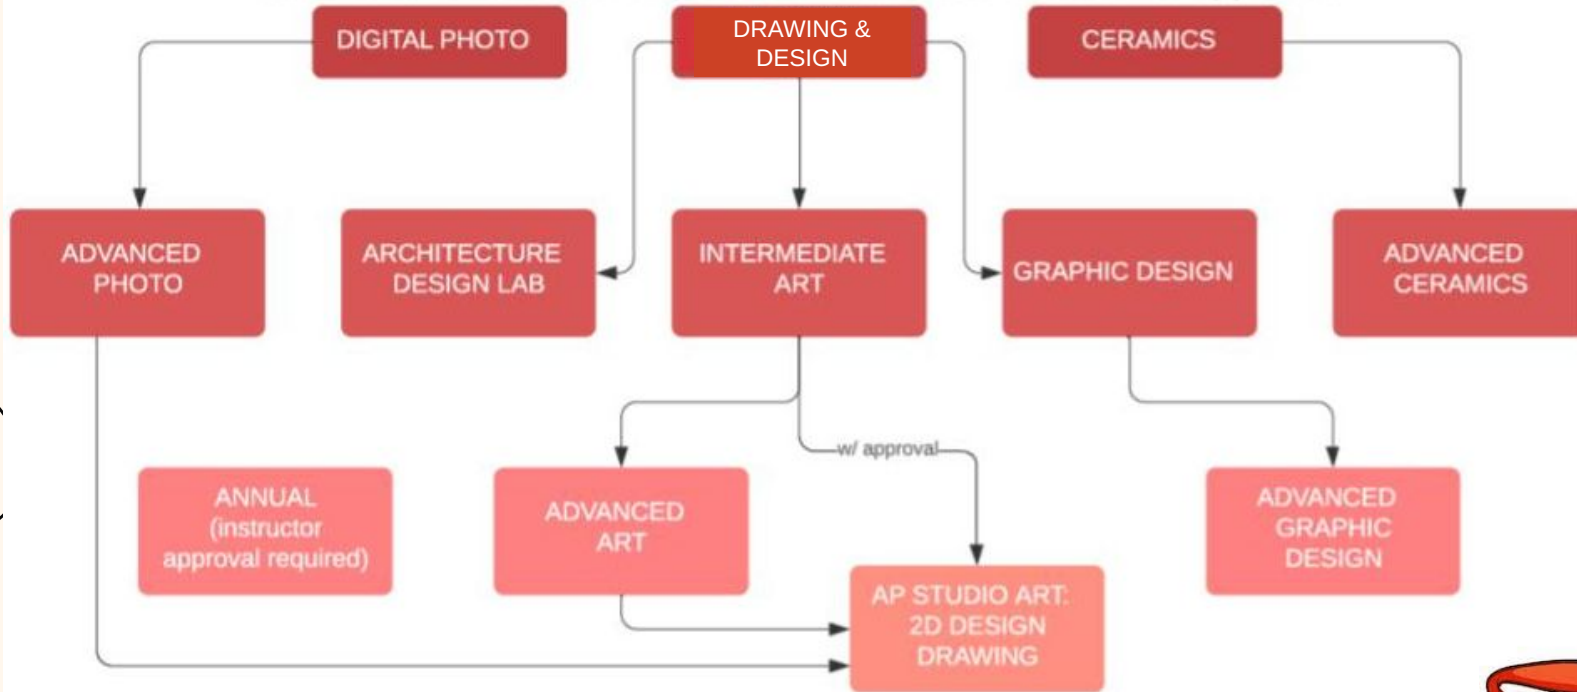 DIGITAL PHOTO
DRAWING &
DESIGN
CERAMICS
ADVANCED
PHOTO
ARCHITECTURE
DESIGN LAB
INTERMEDIATE
ART
GRAPHIC DESIGN
ADVANCED
CERAMICS
w/ approval
ANNUAL
(instructor
approval required)
ADVANCED
ART
ADVANCED
GRAPHIC
DESIGN
AP STUDIO ART:
2D DESIGN
DRAWING